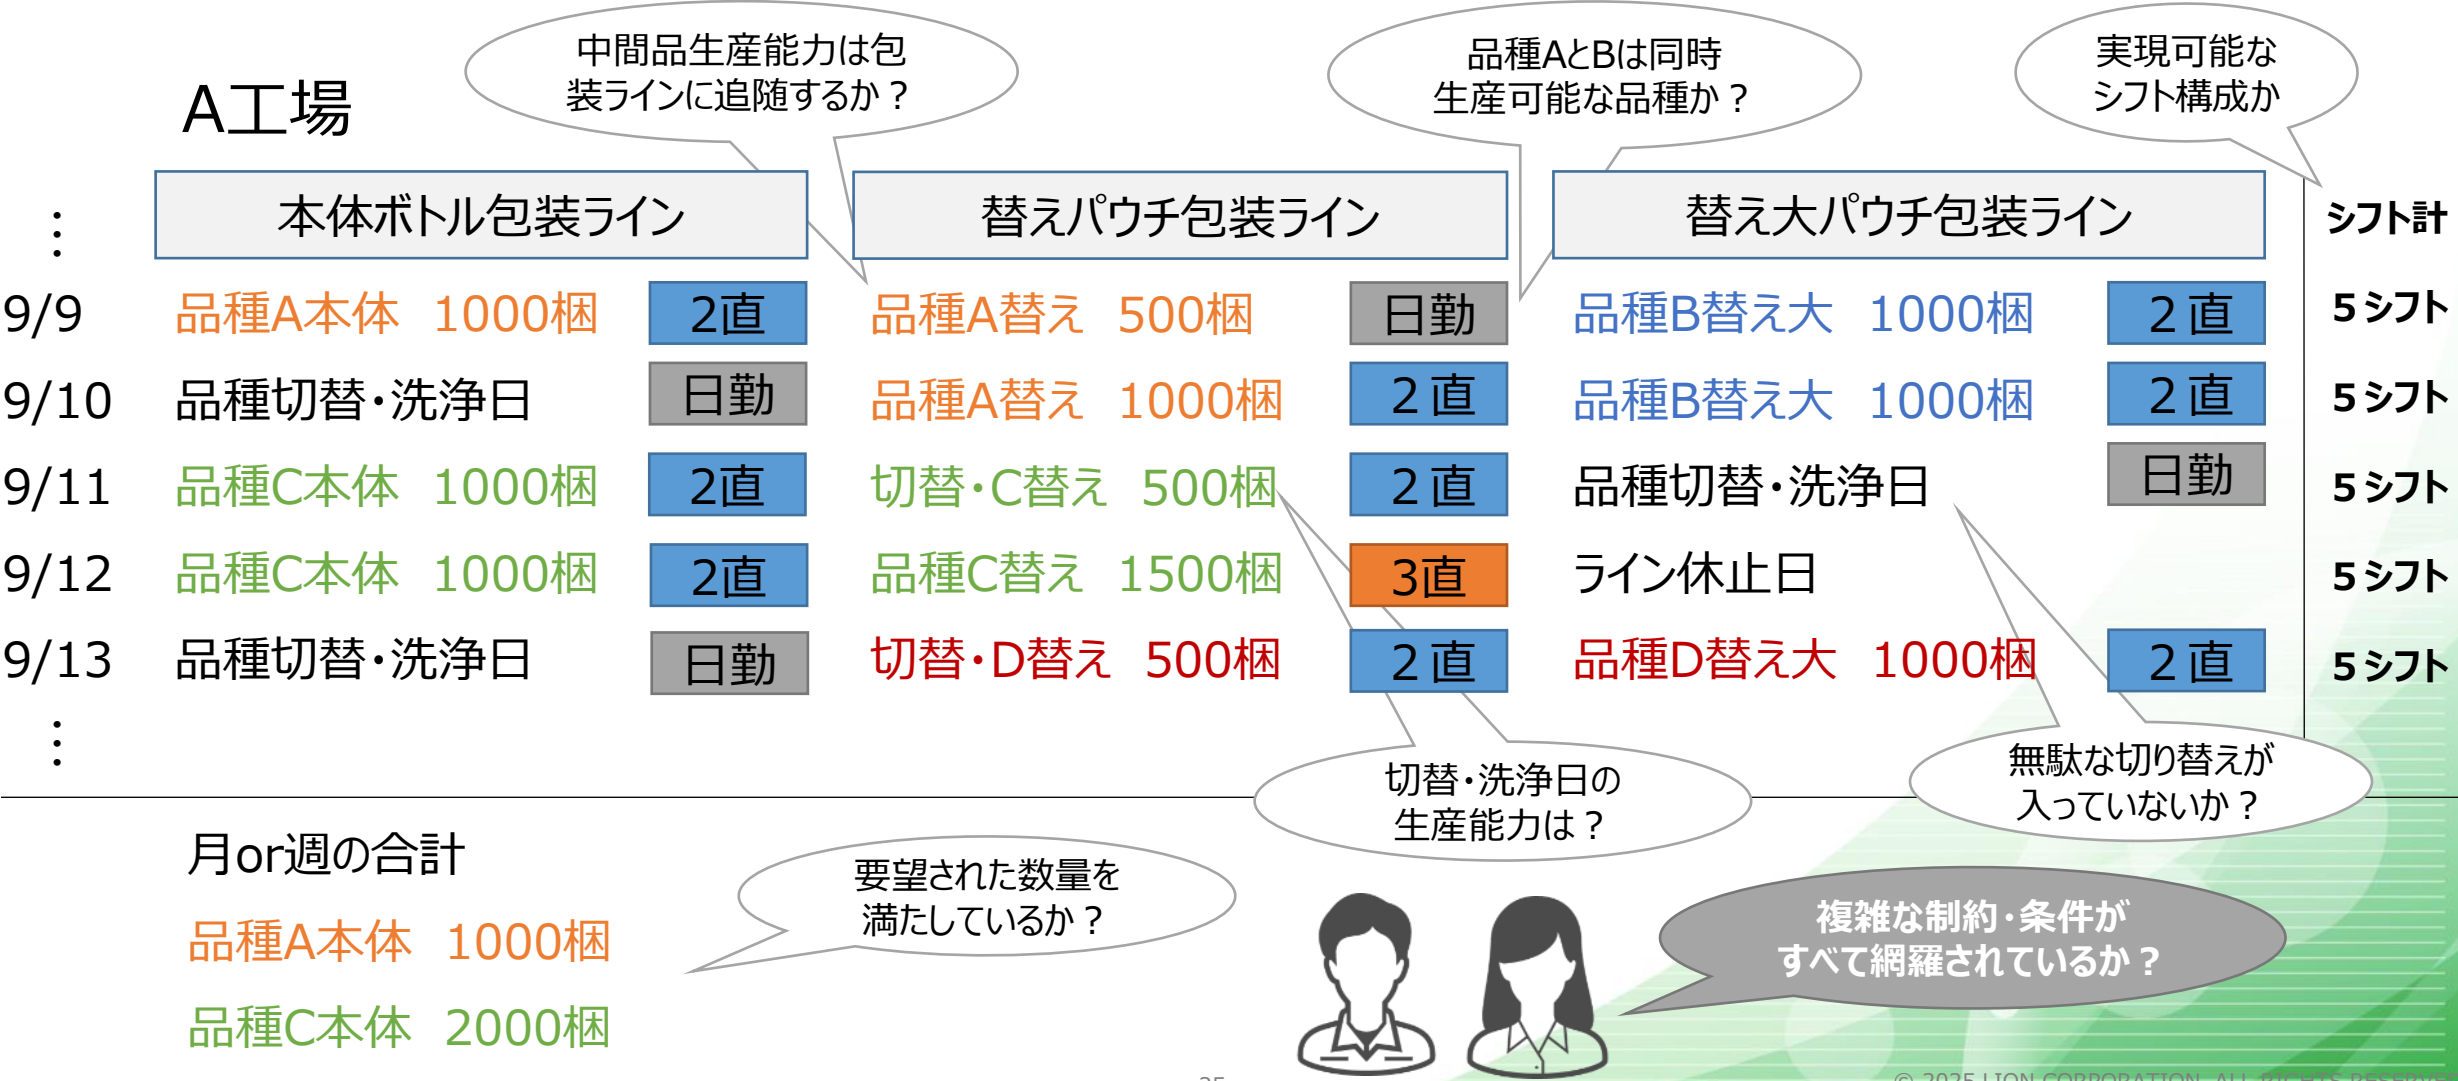 中間品生産能力は包
装ラインに追随するか？
品種AとBは同時
生産可能な品種か？
実現可能な
シフト構成か
A工場
本体ボトル包装ライン
替えパウチ包装ライン
替え大パウチ包装ライン
シフト計
⋮
9/9 品種A本体 1000梱 2直 品種A替え 500梱 日勤 品種B替え大 1000梱 2直 5シフト
9/10 品種切替・洗浄日 日勤 品種A替え 1000梱 2直 品種B替え大 1000梱 2直 5シフト
9/11 品種C本体 1000梱 2直 切替・C替え 500梱 2直 品種切替・洗浄日 日勤 5シフト
9/12 品種C本体 1000梱 2直 品種C替え 1500梱 3直 ライン休止日 5シフト
9/13 品種切替・洗浄日 日勤 切替・D替え 500梱 2直 品種D替え大 1000梱 2直 5シフト
⋮
切替・洗浄日の
生産能力は？
無駄な切り替えが
入っていないか？
月or週の合計
品種A本体 1000梱
品種C本体 2000梱
要望された数量を
満たしているか？
複雑な制約・条件が
すべて網羅されているか？
© 2025 LION CORPORATION. ALL RIGHTS RESERVED